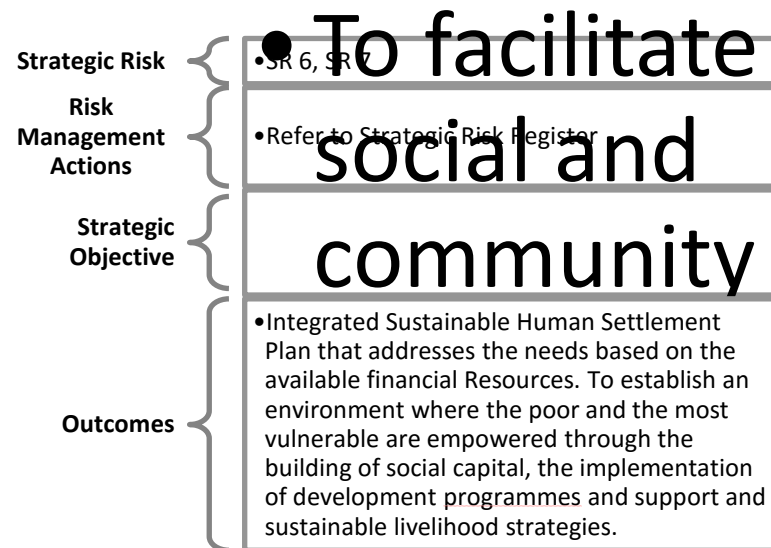 Strategic Risk
•SR 6, SR 7
Risk
Management
Actions
•Refer to Strategic Risk Register
Strategic
Objective
• To facilitate
social and
community
Outcomes
•Integrated Sustainable Human Settlement
Plan that addresses the needs based on the
available financial Resources. To establish an
environment where the poor and the most
vulnerable are empowered through the
building of social capital, the implementation
of development programmes and support and
sustainable livelihood strategies.